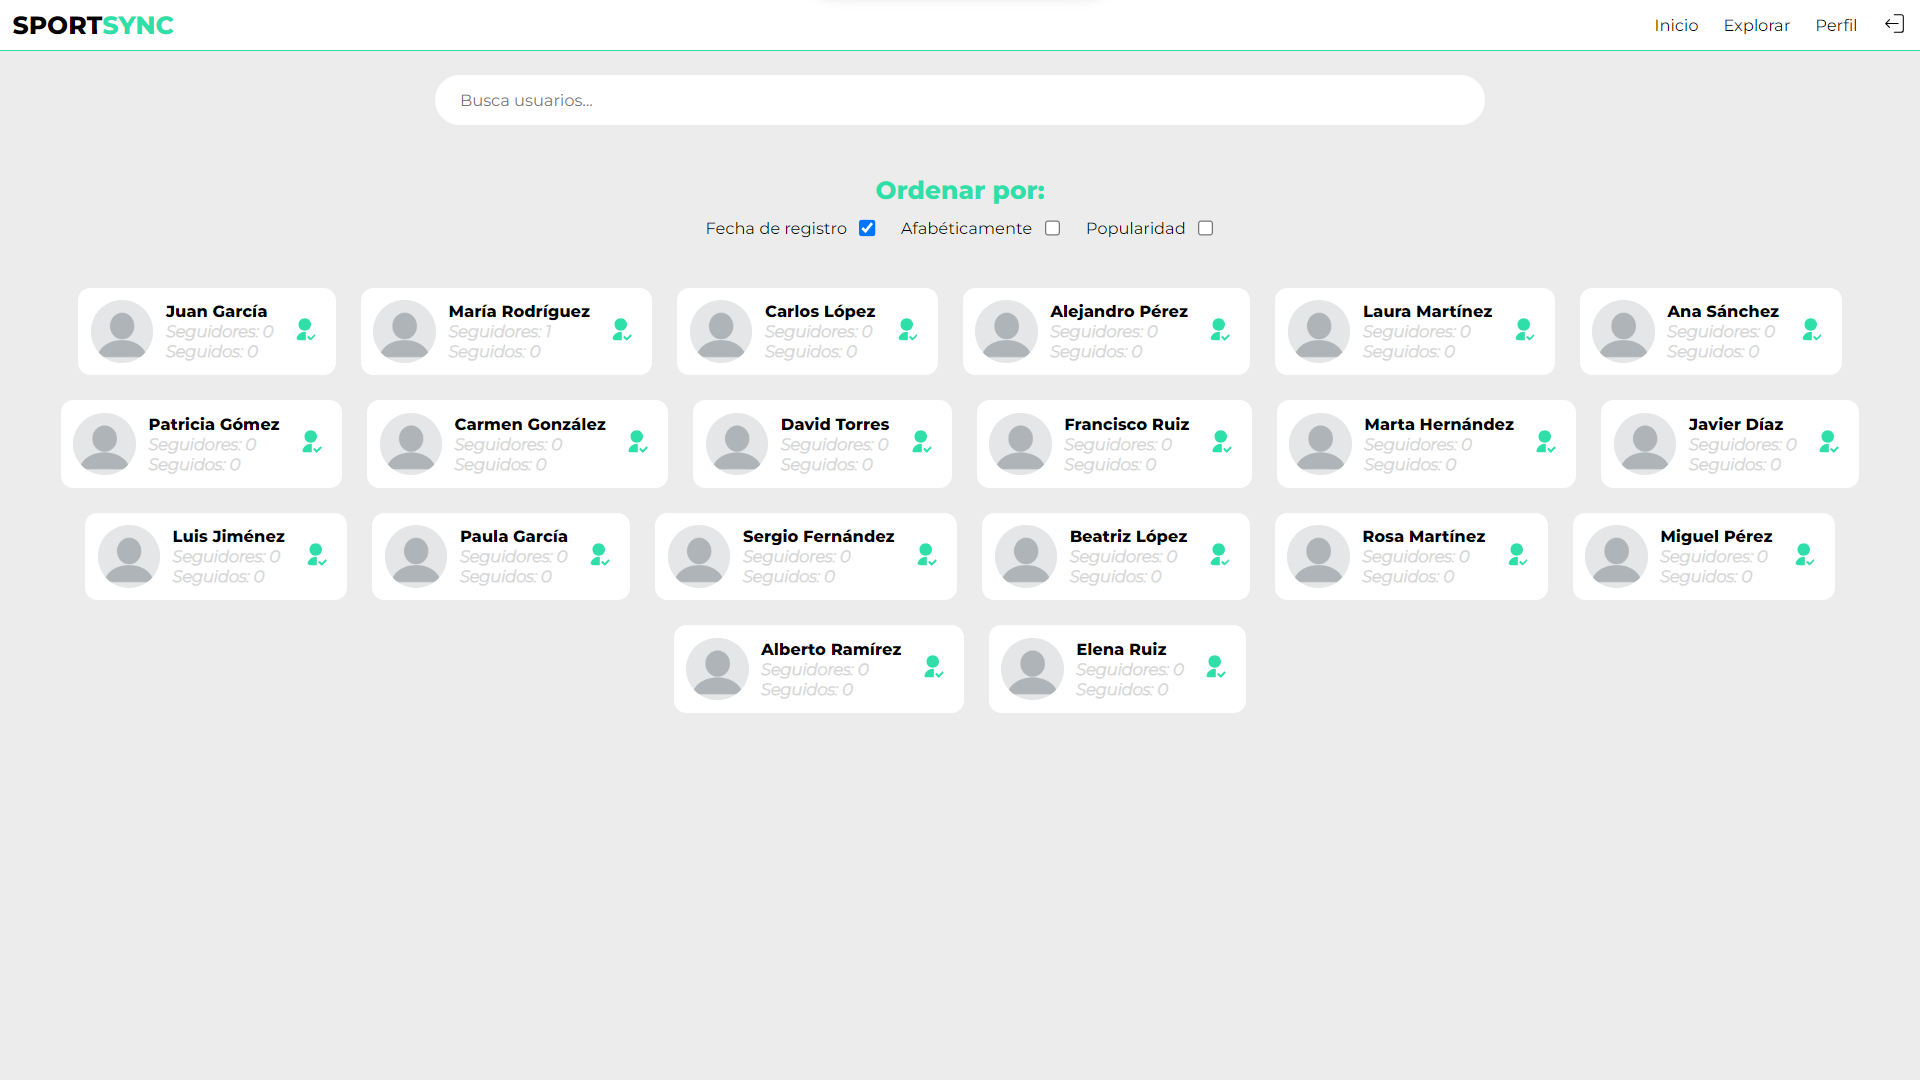 SPORTSYNC
Inicio Explorar Perfil
Busca usuarios...
Ordenar por:
Fecha de registro Afabéticamente Popularidad
Juan García
Seguidores: 0
Seguidos: 0
María Rodríguez
Seguidores: 1
Seguidos: 0
Carlos López
Seguidores: 0
Seguidos: 0
Alejandro Pérez
Seguidores: 0
Seguidos: 0
Laura Martínez
Seguidores: 0
Seguidos: 0
Ana Sánchez
Seguidores: 0
Seguidos: 0
Patricia Gómez
Seguidores: 0
Seguidos: 0
Carmen González
Seguidores: 0
Seguidos: 0
David Torres
Seguidores: 0
Seguidos: 0
Francisco Ruiz
Seguidores: 0
Seguidos: 0
Marta Hernández
Seguidores: 0
Seguidos: 0
Javier Díaz
Seguidores: 0
Seguidos: 0
Luis Jiménez
Seguidores: 0
Seguidos: 0
Paula García
Seguidores: 0
Seguidos: 0
Sergio Fernández
Seguidores: 0
Seguidos: 0
Beatriz López
Seguidores: 0
Seguidos: 0
Rosa Martínez
Seguidores: 0
Seguidos: 0
Miguel Pérez
Seguidores: 0
Seguidos: 0
Alberto Ramírez
Seguidores: 0
Seguidos: 0
Elena Ruiz
Seguidores: 0
Seguidos: 0